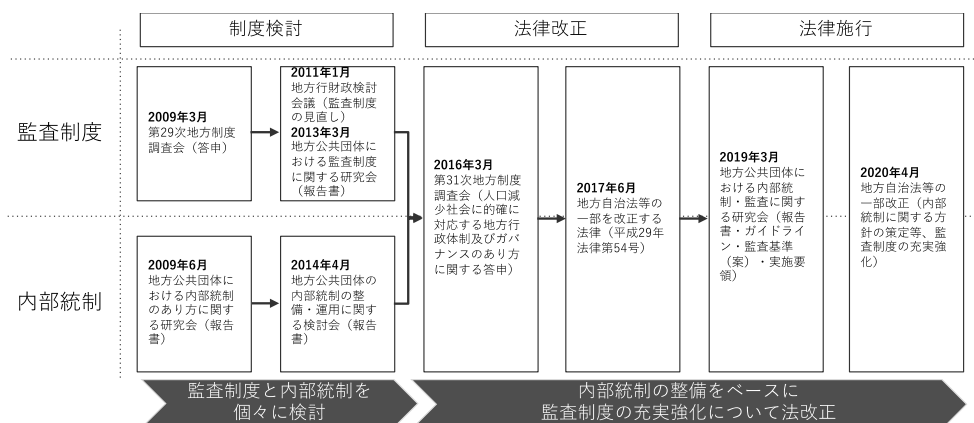 制度検討
法律改正
法律施行
監査制度
2009年3月
第29次地方制度
調査会（答申）
2011年1月
地方行財政検討
会議（監査制度
の見直し）
2013年3月
地方公共団体に
おける監査制度
に関する研究会
（報告書）
内部統制
2009年6月
地方公共団体に
おける内部統制
のあり方に関す
る研究会（報告
書）
2014年4月
地方公共団体の
内部統制の整
備・運用に関す
る検討会（報告
書）
2016年3月
第31次地方制度
調査会（人口減
少社会に的確に
対応する地方行
政体制及びガバ
ナンスのあり方
に関する答申）
2017年6月
地方自治法等の
一部を改正する
法律（平成29年
法律第54号）
2019年3月
地方公共団体に
おける内部統
制・監査に関す
る研究会（報告
書・ガイドライ
ン・監査基準
（案）・実施要
領）
2020年4月
地方自治法等の
一部改正（内部
統制に関する方
針の策定等、監
査制度の充実強
化）
監査制度と内部統制を
個々に検討
内部統制の整備をベースに
監査制度の充実強化について法改正